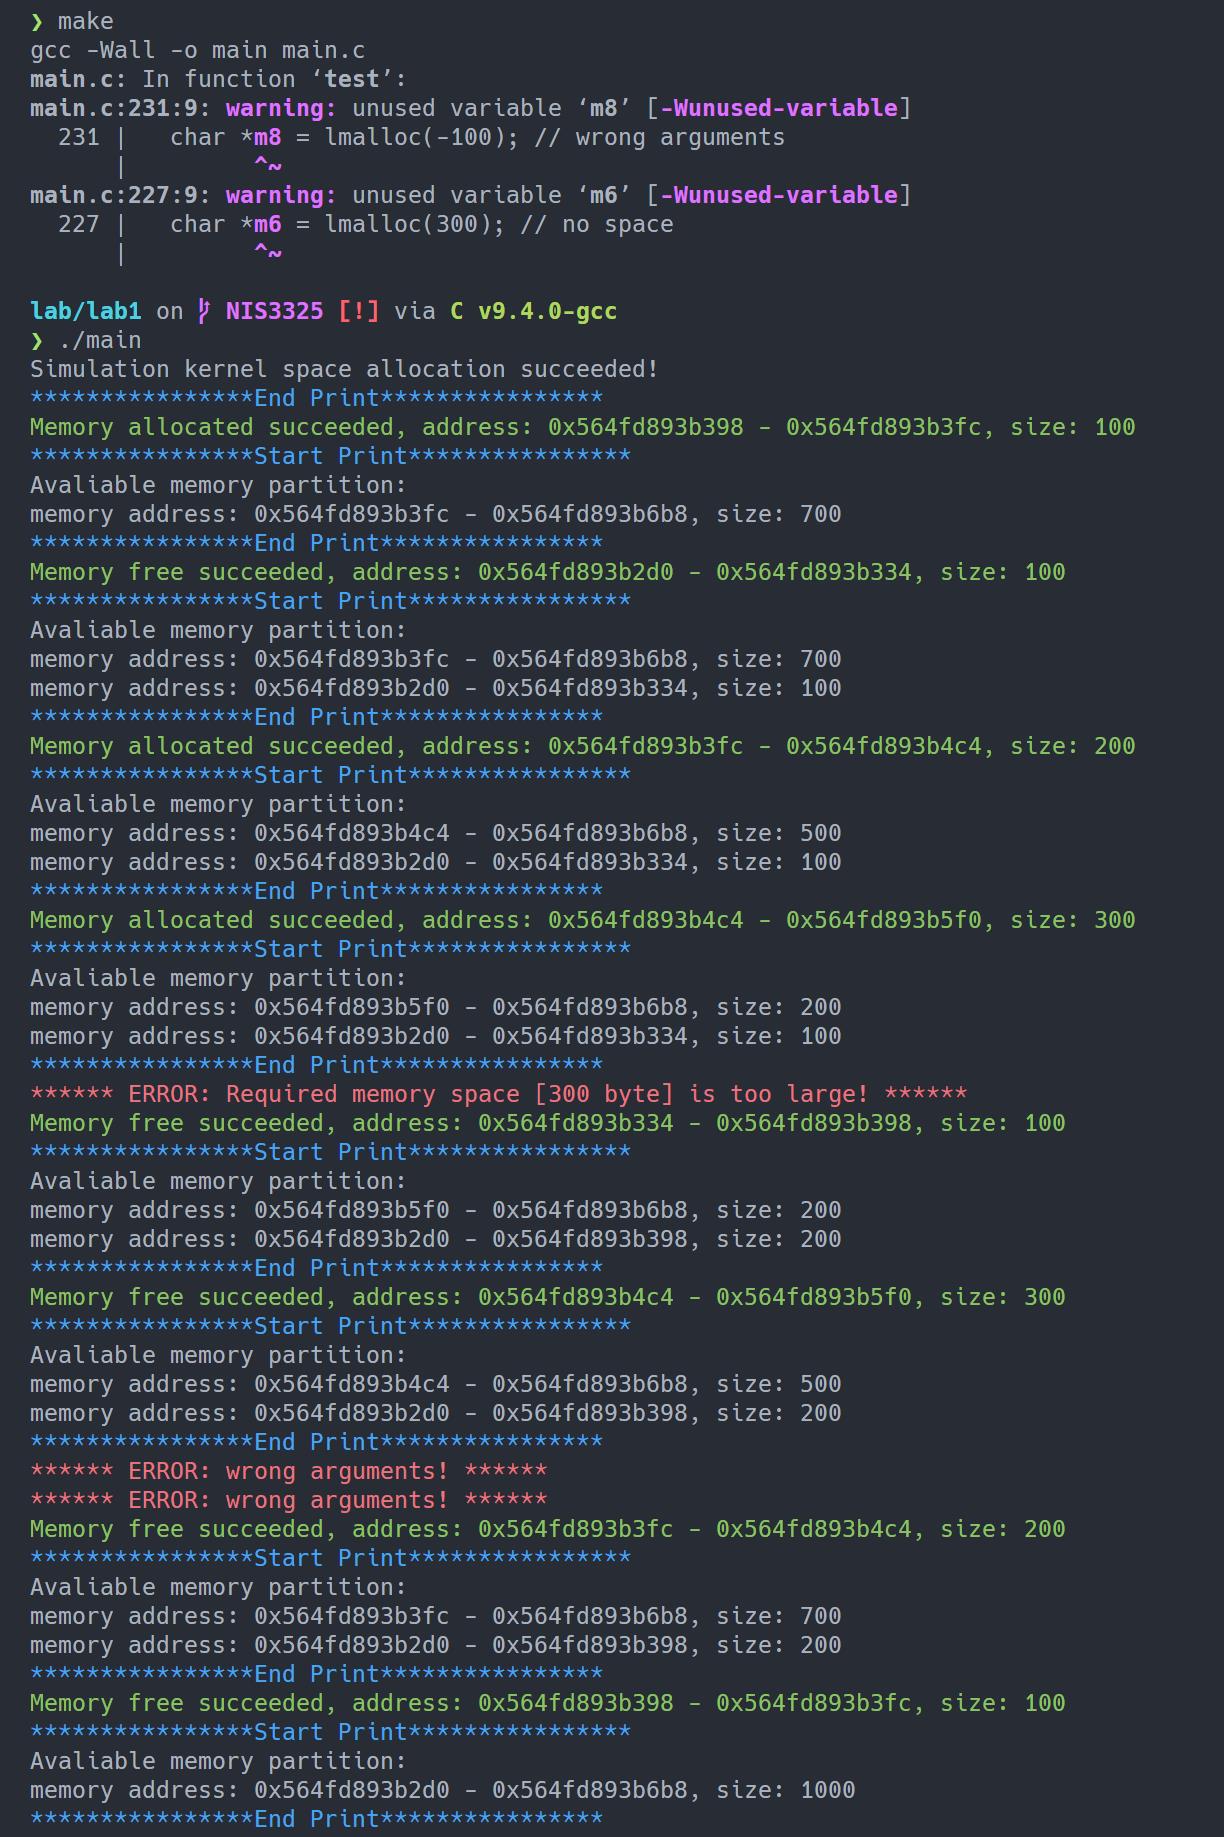 ❯ make
gcc -Wall -o main main.c
main.c: In function ‘test’:
main.c:231:9: warning: unused variable ‘m8’ [-Wunused-variable]
  231 |   char *m8 = lmalloc(-100); // wrong arguments
      |         ^~
main.c:227:9: warning: unused variable ‘m6’ [-Wunused-variable]
  227 |   char *m6 = lmalloc(300); // no space
      |         ^~
lab/lab1 on NIS3325 [!] via C v9.4.0-gcc
❯ ./main
Simulation kernel space allocation succeeded!
****************End Print****************
Memory allocated succeeded, address: 0x564fd893b398 - 0x564fd893b3fc, size: 100
****************Start Print****************
Avaliable memory partition:
memory address: 0x564fd893b3fc - 0x564fd893b6b8, size: 700
****************End Print****************
Memory free succeeded, address: 0x564fd893b2d0 - 0x564fd893b334, size: 100
****************Start Print****************
Avaliable memory partition:
memory address: 0x564fd893b3fc - 0x564fd893b6b8, size: 700
memory address: 0x564fd893b2d0 - 0x564fd893b334, size: 100
****************End Print****************
Memory allocated succeeded, address: 0x564fd893b3fc - 0x564fd893b4c4, size: 200
****************Start Print****************
Avaliable memory partition:
memory address: 0x564fd893b4c4 - 0x564fd893b6b8, size: 500
memory address: 0x564fd893b2d0 - 0x564fd893b334, size: 100
****************End Print****************
Memory allocated succeeded, address: 0x564fd893b4c4 - 0x564fd893b5f0, size: 300
****************Start Print****************
Avaliable memory partition:
memory address: 0x564fd893b5f0 - 0x564fd893b6b8, size: 200
memory address: 0x564fd893b2d0 - 0x564fd893b334, size: 100
****************End Print****************
****** ERROR: Required memory space [300 byte] is too large! ******
Memory free succeeded, address: 0x564fd893b334 - 0x564fd893b398, size: 100
****************Start Print****************
Avaliable memory partition:
memory address: 0x564fd893b5f0 - 0x564fd893b6b8, size: 200
memory address: 0x564fd893b2d0 - 0x564fd893b398, size: 200
****************End Print****************
Memory free succeeded, address: 0x564fd893b4c4 - 0x564fd893b5f0, size: 300
****************Start Print****************
Avaliable memory partition:
memory address: 0x564fd893b4c4 - 0x564fd893b6b8, size: 500
memory address: 0x564fd893b2d0 - 0x564fd893b398, size: 200
****************End Print****************
****** ERROR: wrong arguments! ******
****** ERROR: wrong arguments! ******
Memory free succeeded, address: 0x564fd893b3fc - 0x564fd893b4c4, size: 200
****************Start Print****************
Avaliable memory partition:
memory address: 0x564fd893b3fc - 0x564fd893b6b8, size: 700
memory address: 0x564fd893b2d0 - 0x564fd893b398, size: 200
****************End Print****************
Memory free succeeded, address: 0x564fd893b398 - 0x564fd893b3fc, size: 100
****************Start Print****************
Avaliable memory partition:
memory address: 0x564fd893b2d0 - 0x564fd893b6b8, size: 1000
****************End Print****************